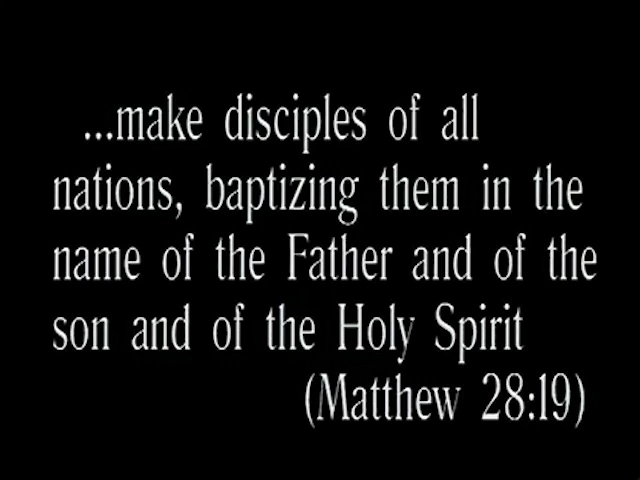 ...make disciples of all
nations, baptizing them in the
name of the Father and of the
son and of the Holy Spirit
(Matthew 28:19)